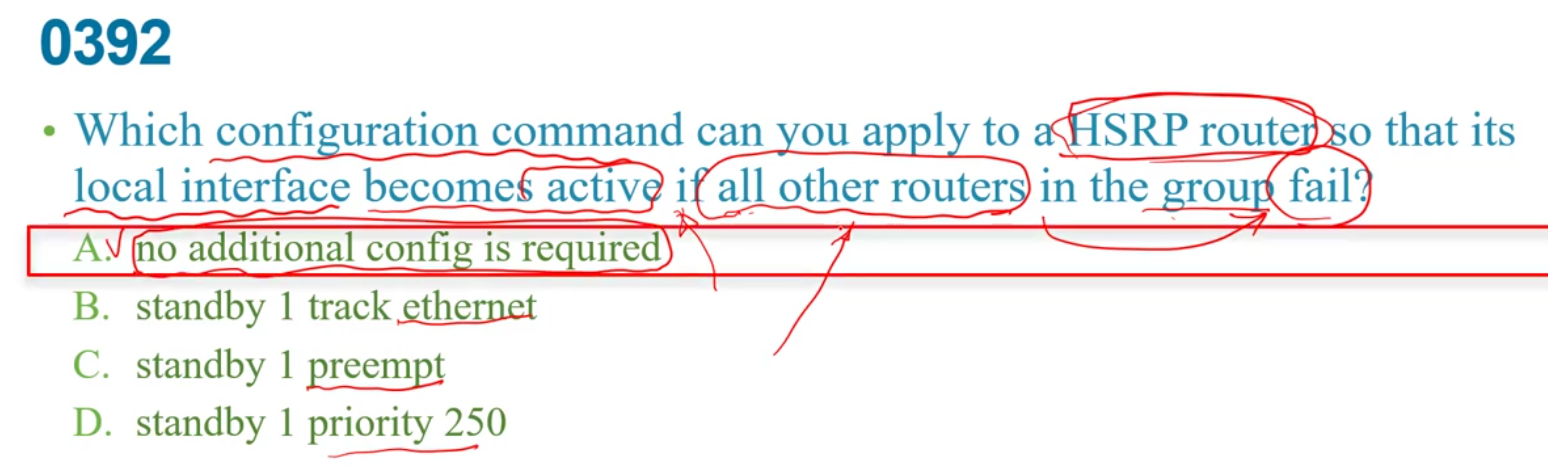 0392
• Which configuration command can you apply to a HSRP router so that its
local interface becomes active if all other routers in the group fail?
A. no additional config is required
B. standby 1 track ethernet
C. standby 1 preempt
D. standby 1 priority 250